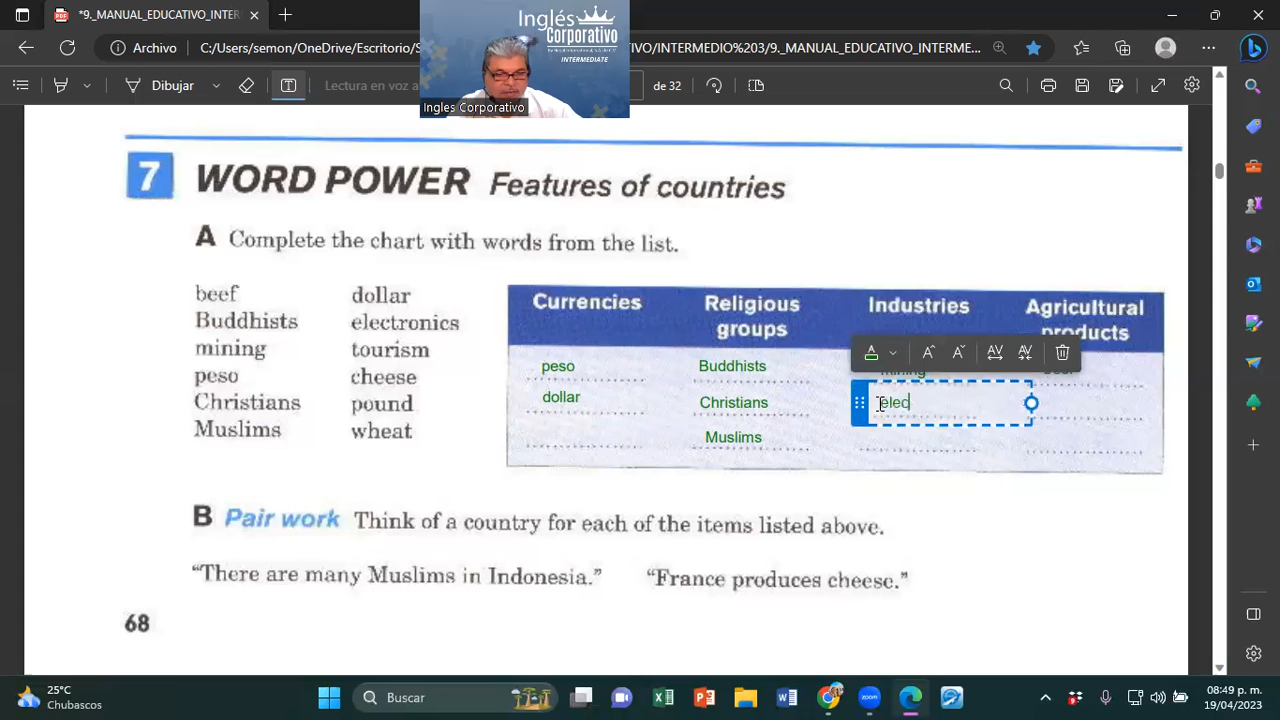 *9._MANUAL_EDUCATIVO_INTERMED
Archivo
C:/Users/semon/OneDrive/Escritorio/S
IVO/INTERMEDIO%203/9._MANUAL_EDUCATIVO_INTERME...
Dibujar
Lectura en voz a
de 32
Inglés
Corporativo
INTERMEDIATE
Ingles Corporativo
7 WORD POWER Features of countries
A Complete the chart with words from the list.
beef dollar
Buddhists electronics
mining tourism
peso cheese
Christians pound
Muslims wheat
Currencies Religious groups Industries Agricultural products
peso Buddhists mining
dollar Christians elec
Muslims
B Pair work Think of a country for each of the items listed above.
“There are many Muslims in Indonesia.” “France produces cheese.”
68
25°C
Chubascos
Buscar
zoom
08:49 p. m.
19/04/2023